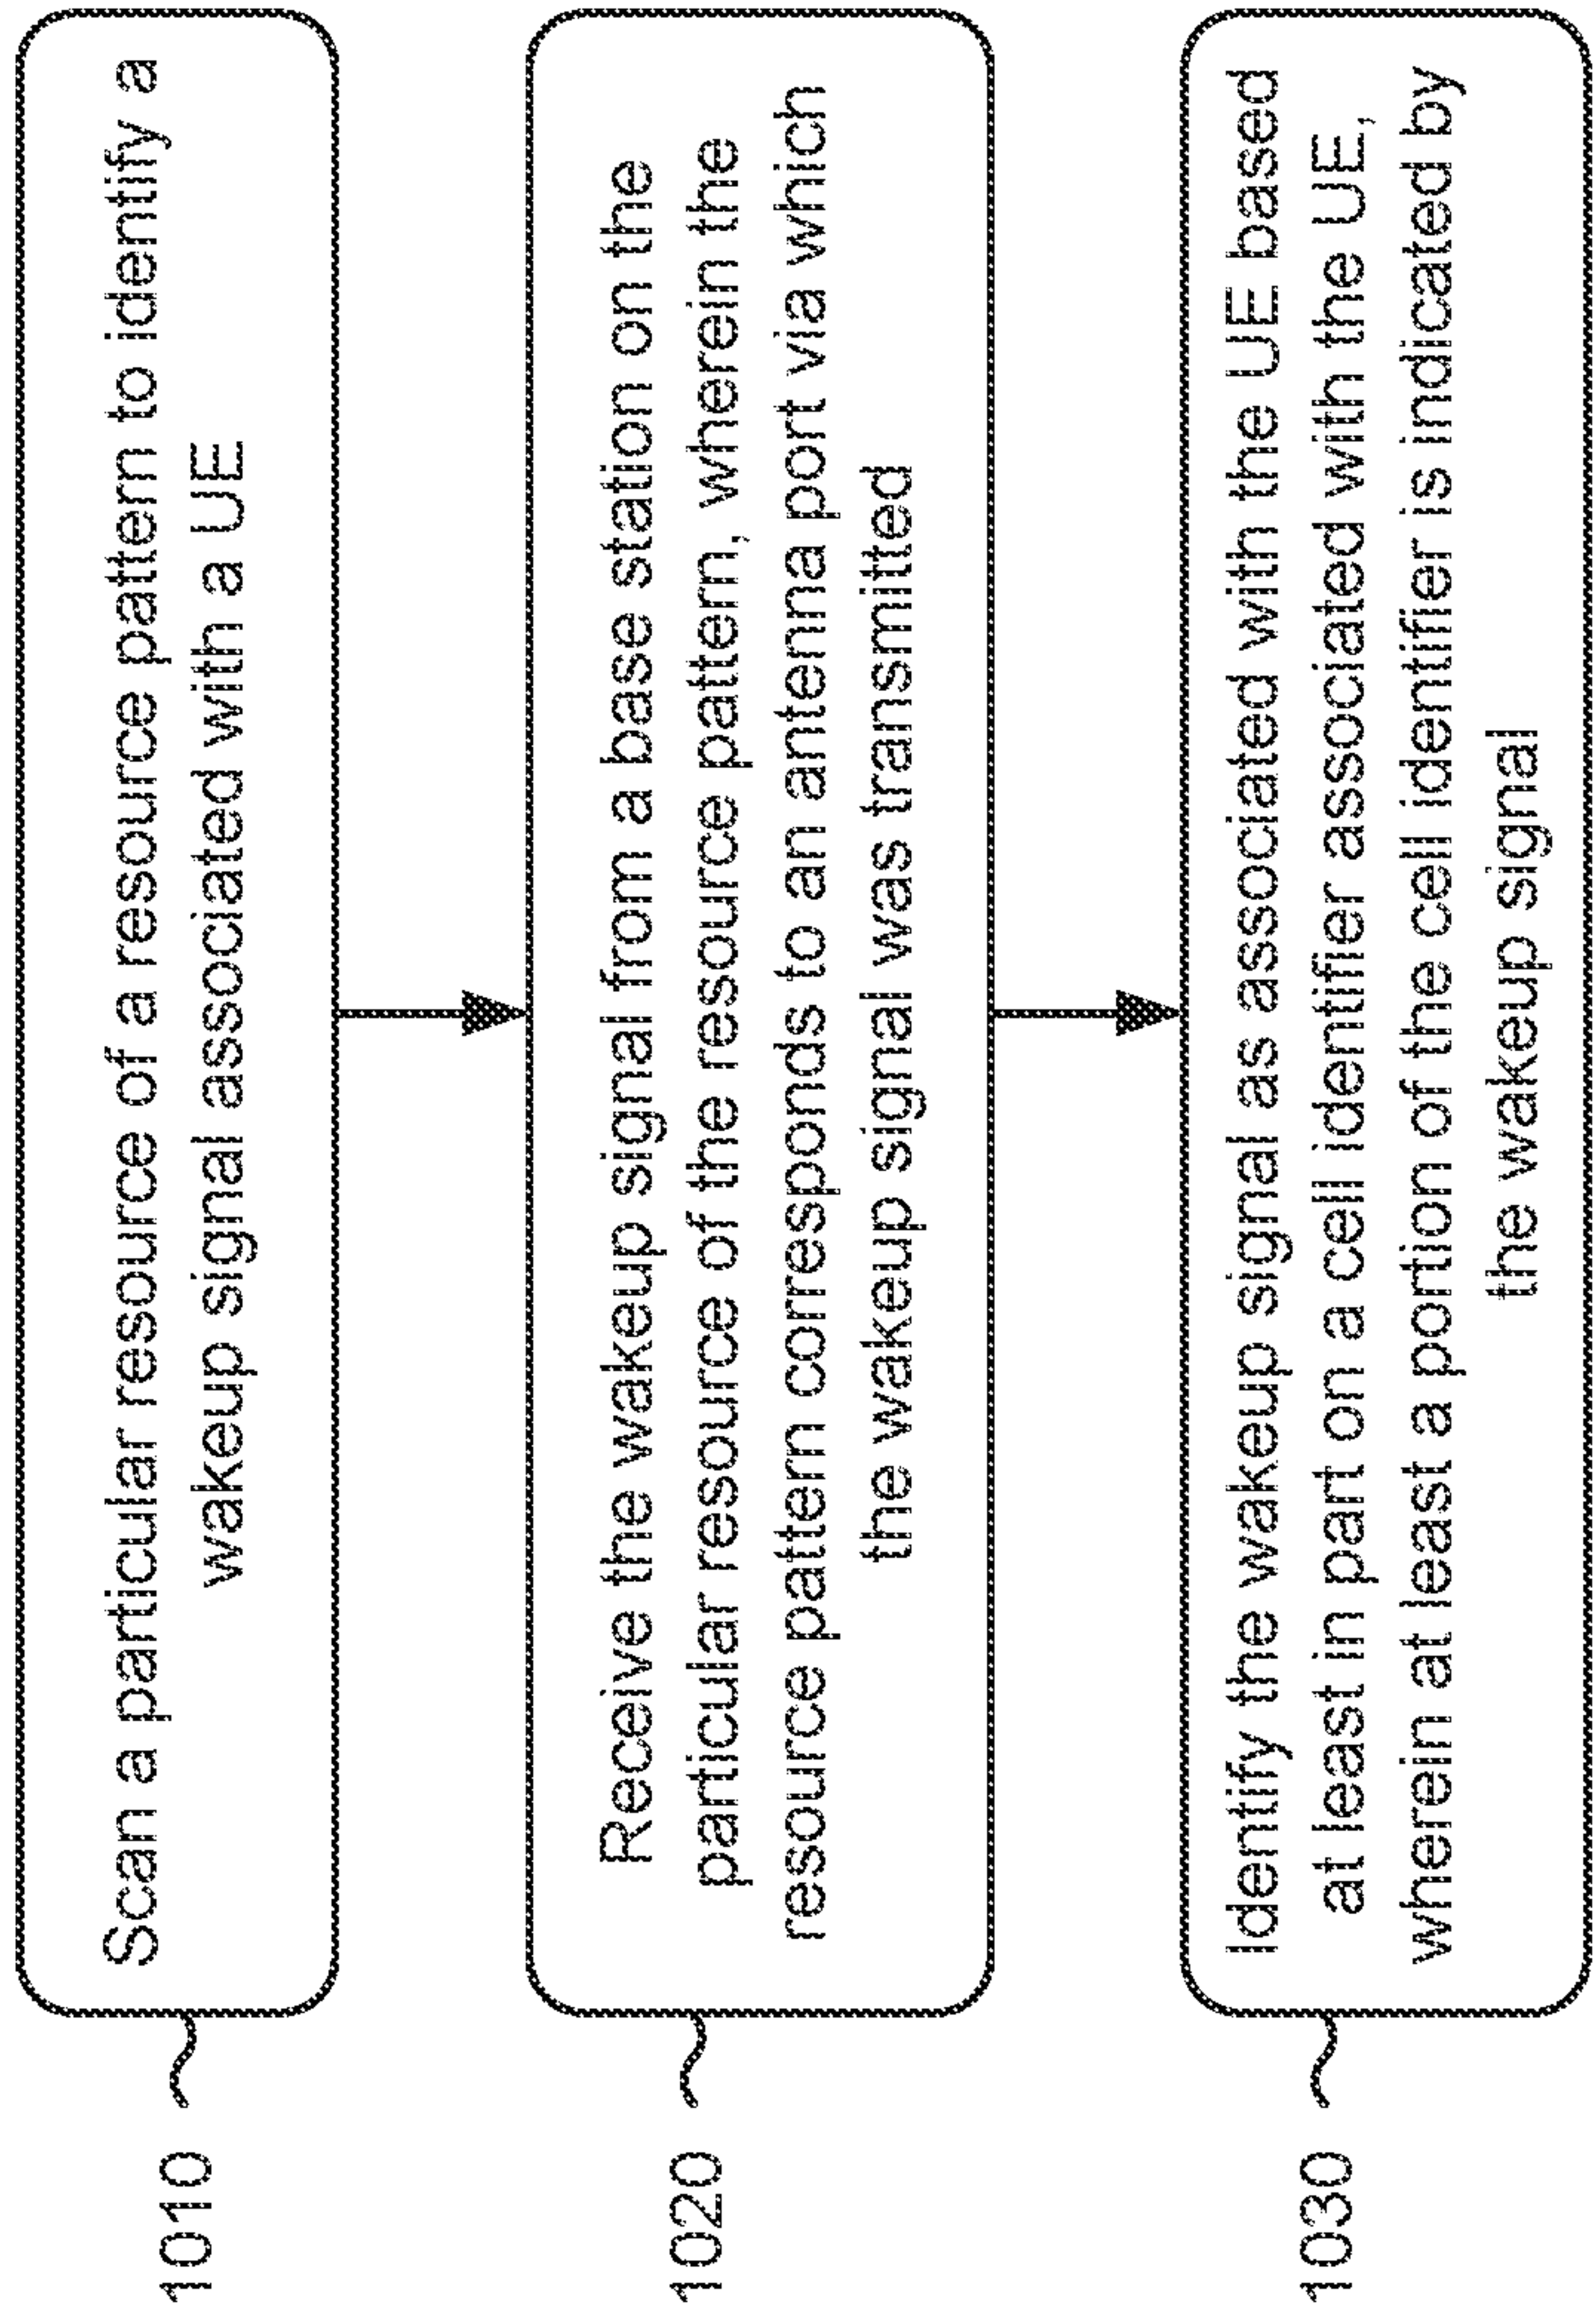 1010
Scan a particular resource of a resource pattern to identify a
wakeup signal associated with a UE
1020
Receive the wakeup signal from a base station on the
particular resource of the resource pattern, wherein the
resource pattern corresponds to an antenna port via which
the wakeup signal was transmitted
1030
Identify the wakeup signal as associated with the UE based
at least in part on a cell identifier associated with the UE,
wherein at least a portion of the cell identifier is indicated by
the wakeup signal